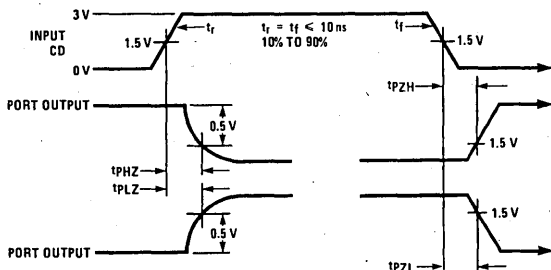 3 V
INPUT
CD
1.5 V
0 V
tr
tr = tf ≤ 10 ns
10% TO 90%
tf
1.5 V
tPZH
PORT OUTPUT
0.5 V
1.5 V
tPHZ
tPLZ
0.5 V
1.5 V
PORT OUTPUT
tPZL